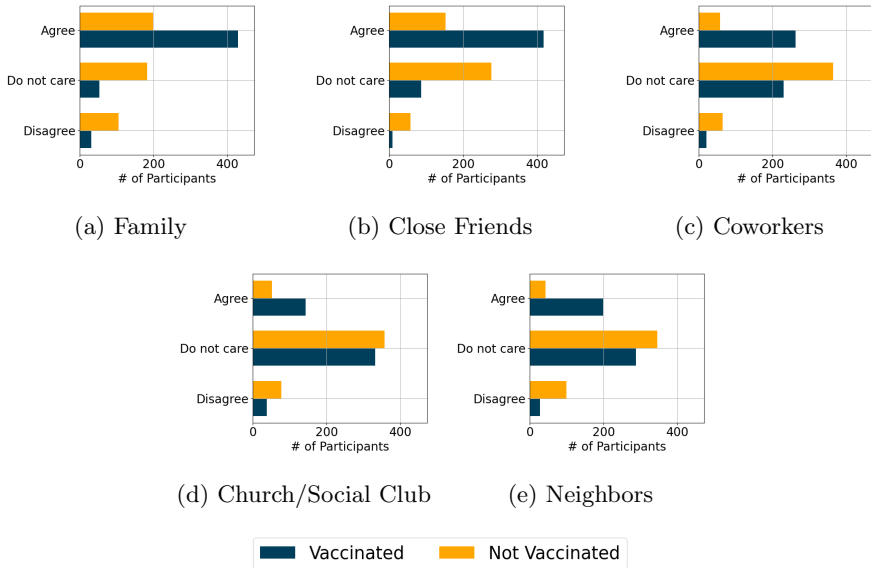 Agree
Do not care
Disagree
0 200 400
# of Participants
(a) Family
Agree
Do not care
Disagree
0 200 400
# of Participants
(b) Close Friends
Agree
Do not care
Disagree
0 200 400
# of Participants
(c) Coworkers
Agree
Do not care
Disagree
0 200 400
# of Participants
(d) Church/Social Club
Agree
Do not care
Disagree
0 200 400
# of Participants
(e) Neighbors
Vaccinated Not Vaccinated